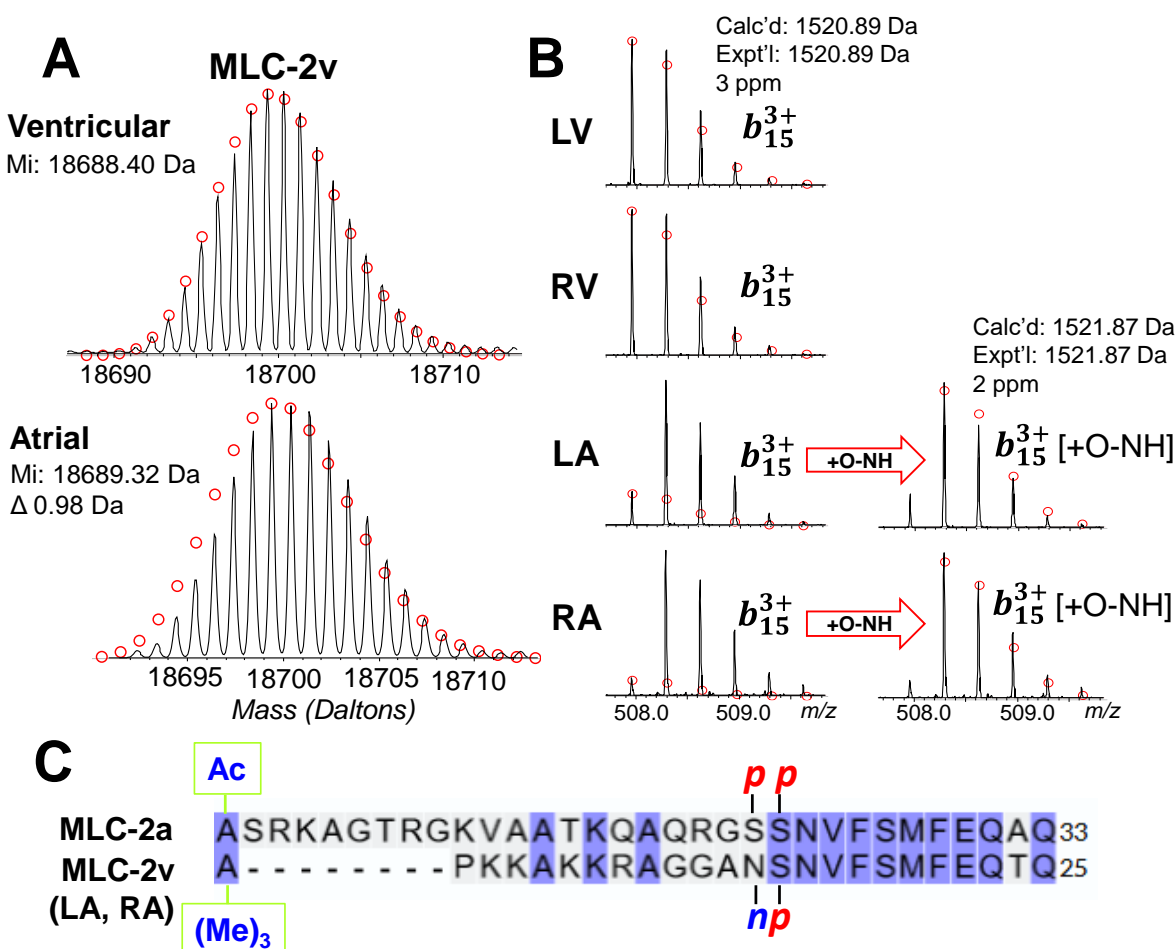 A
MLC-2v
Ventricular
Mi: 18688.40 Da
18690
18700
18710
Atrial
Mi: 18689.32 Da
Δ 0.98 Da
18695
18700
18705
18710
Mass (Daltons)
B
Calc'd: 1520.89 Da
Expt'l: 1520.89 Da
3 ppm
LV
b15 3+
RV
b15 3+
Calc'd: 1521.87 Da
Expt'l: 1521.87 Da
2 ppm
LA
b15 3+
+O-NH
b15 3+ [+O-NH]
RA
b15 3+
+O-NH
b15 3+ [+O-NH]
508.0
509.0
m/z
508.0
509.0
m/z
C
Ac
p p
MLC-2a
ASRKAGTRGKVAATKQAQRGSSNVFSMFEQAQ 33
MLC-2v
A--------PKKAKKRAGGANSNVFSMFEQTQ 25
(LA, RA)
(Me)3
np